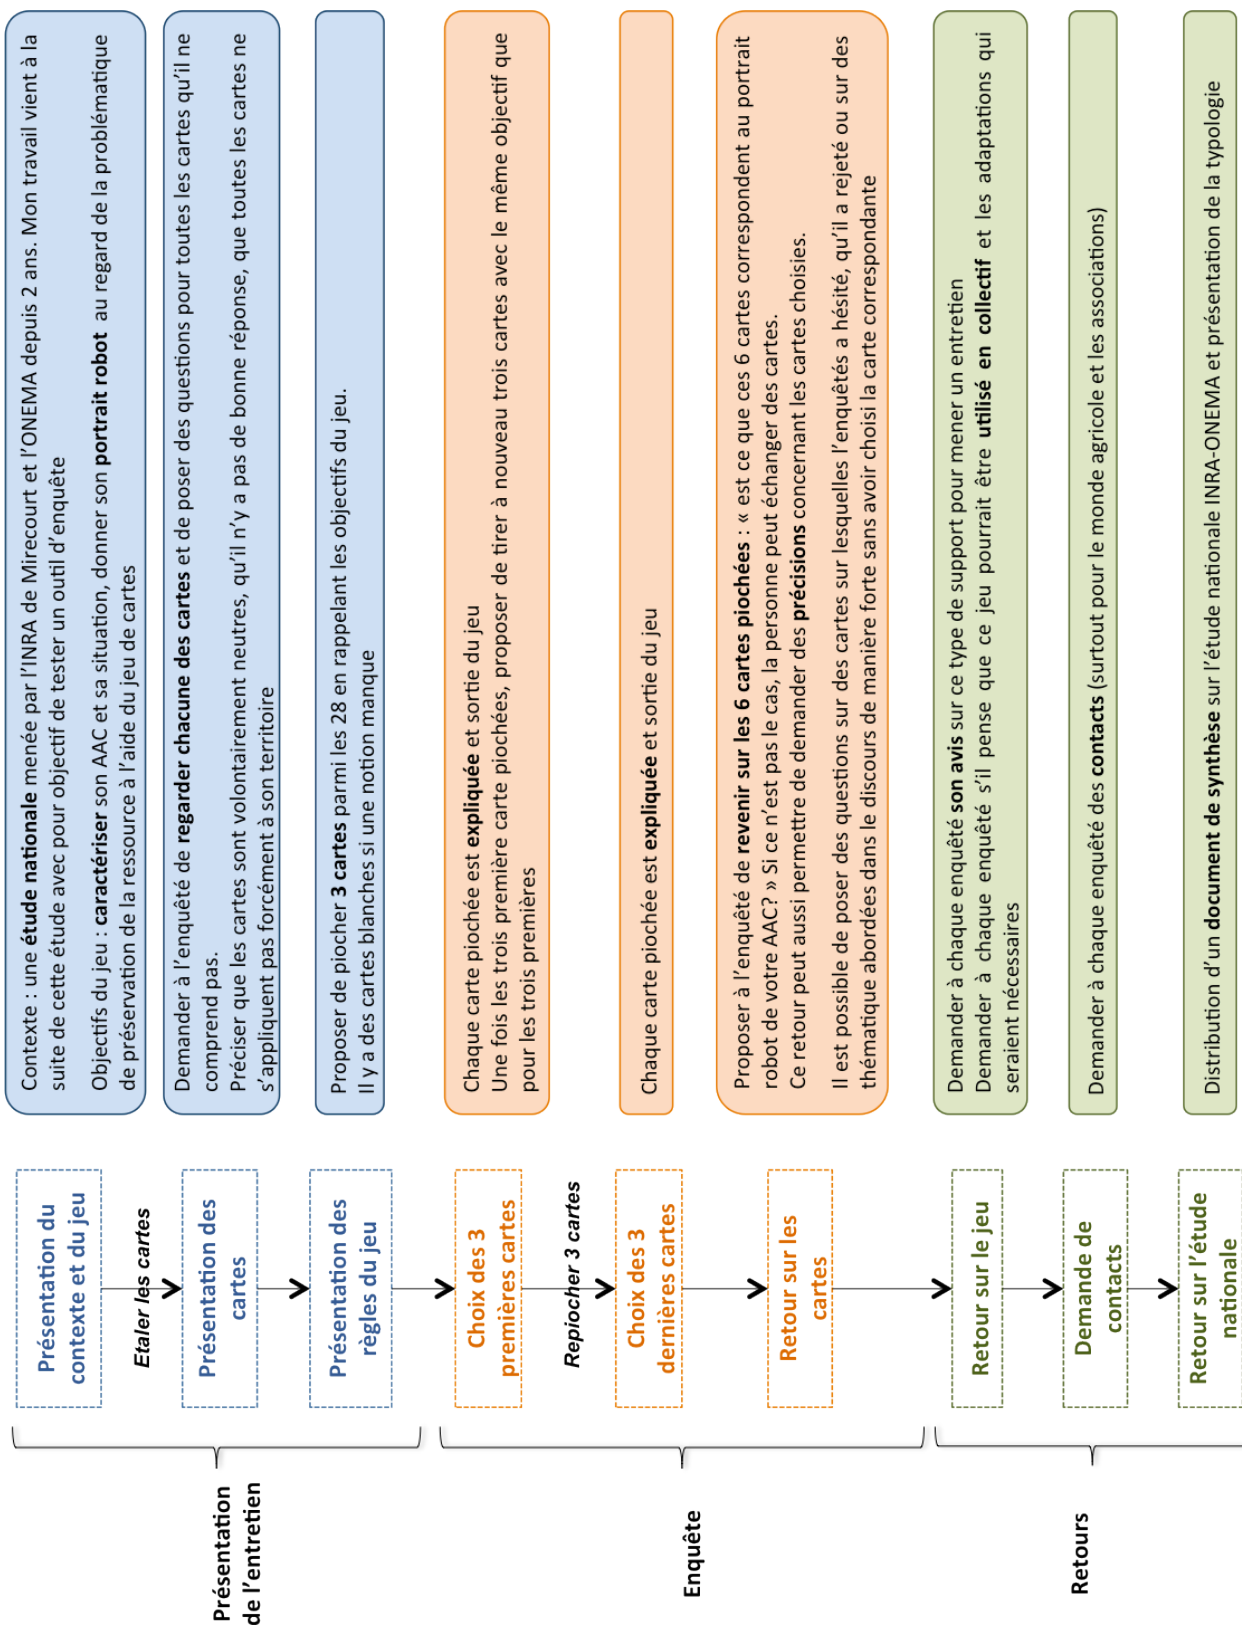 Présentation
de l'entretien
Présentation du
contexte et du jeu
Contexte : une étude nationale menée par l'INRA de Mirecourt et l'ONEMA depuis 2 ans. Mon travail vient à la
suite de cette étude avec pour objectif de tester un outil d'enquête
Objectifs du jeu : caractériser son AAC et sa situation, donner son portrait robot au regard de la problématique
de préservation de la ressource à l'aide du jeu de cartes
Etaler les cartes
Présentation des
cartes
Demander à l'enquêté de regarder chacune des cartes et de poser des questions pour toutes les cartes qu'il ne
comprend pas.
Préciser que les cartes sont volontairement neutres, qu'il n'y a pas de bonne réponse, que toutes les cartes ne
s'appliquent pas forcément à son territoire
Présentation des
règles du jeu
Proposer de piocher 3 cartes parmi les 28 en rappelant les objectifs du jeu.
Il y a des cartes blanches si une notion manque
Enquête
Choix des 3
premières cartes
Chaque carte piochée est expliquée et sortie du jeu
Une fois les trois première carte piochées, proposer de tirer à nouveau trois cartes avec le même objectif que
pour les trois premières
Repiocher 3 cartes
Choix des 3
dernières cartes
Chaque carte piochée est expliquée et sortie du jeu
Retour sur les
cartes
Proposer à l'enquêté de revenir sur les 6 cartes piochées : « est ce que ces 6 cartes correspondent au portrait
robot de votre AAC? » Si ce n'est pas le cas, la personne peut échanger des cartes.
Ce retour peut aussi permettre de demander des précisions concernant les cartes choisies.
Il est possible de poser des questions sur des cartes sur lesquelles l'enquêtés a hésité, qu'il a rejeté ou sur des
thématique abordées dans le discours de manière forte sans avoir choisi la carte correspondante
Retours
Retour sur le jeu
Demander à chaque enquêté son avis sur ce type de support pour mener un entretien
Demander à chaque enquêté s'il pense que ce jeu pourrait être utilisé en collectif et les adaptations qui
seraient nécessaires
Demande de
contacts
Demander à chaque enquêté des contacts (surtout pour le monde agricole et les associations)
Retour sur l'étude
nationale
Distribution d'un document de synthèse sur l'étude nationale INRA-ONEMA et présentation de la typologie